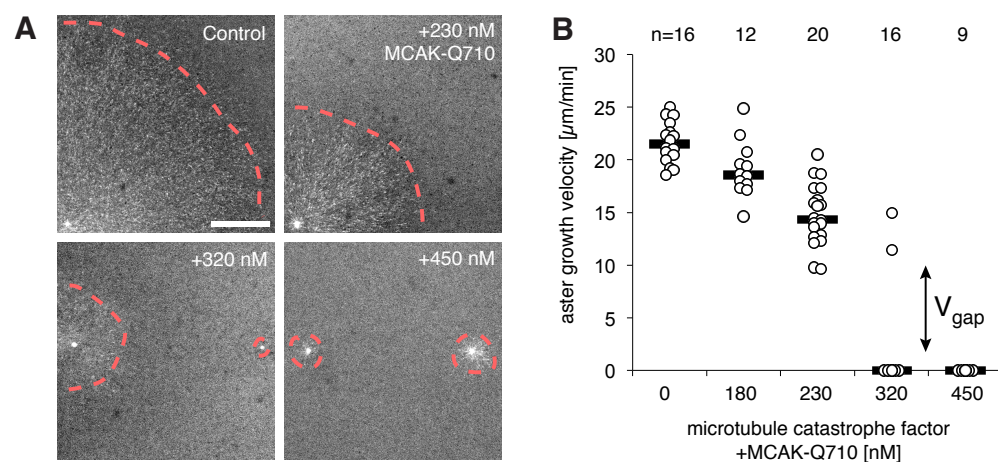 A
Control
+230 nM
MCAK-Q710
+320 nM
+450 nM
B
n=16 12 20 16 9
aster growth velocity [µm/min]
30
25
20
15
10
5
0
V gap
0 180 230 320 450
microtubule catastrophe factor
+MCAK-Q710 [nM]